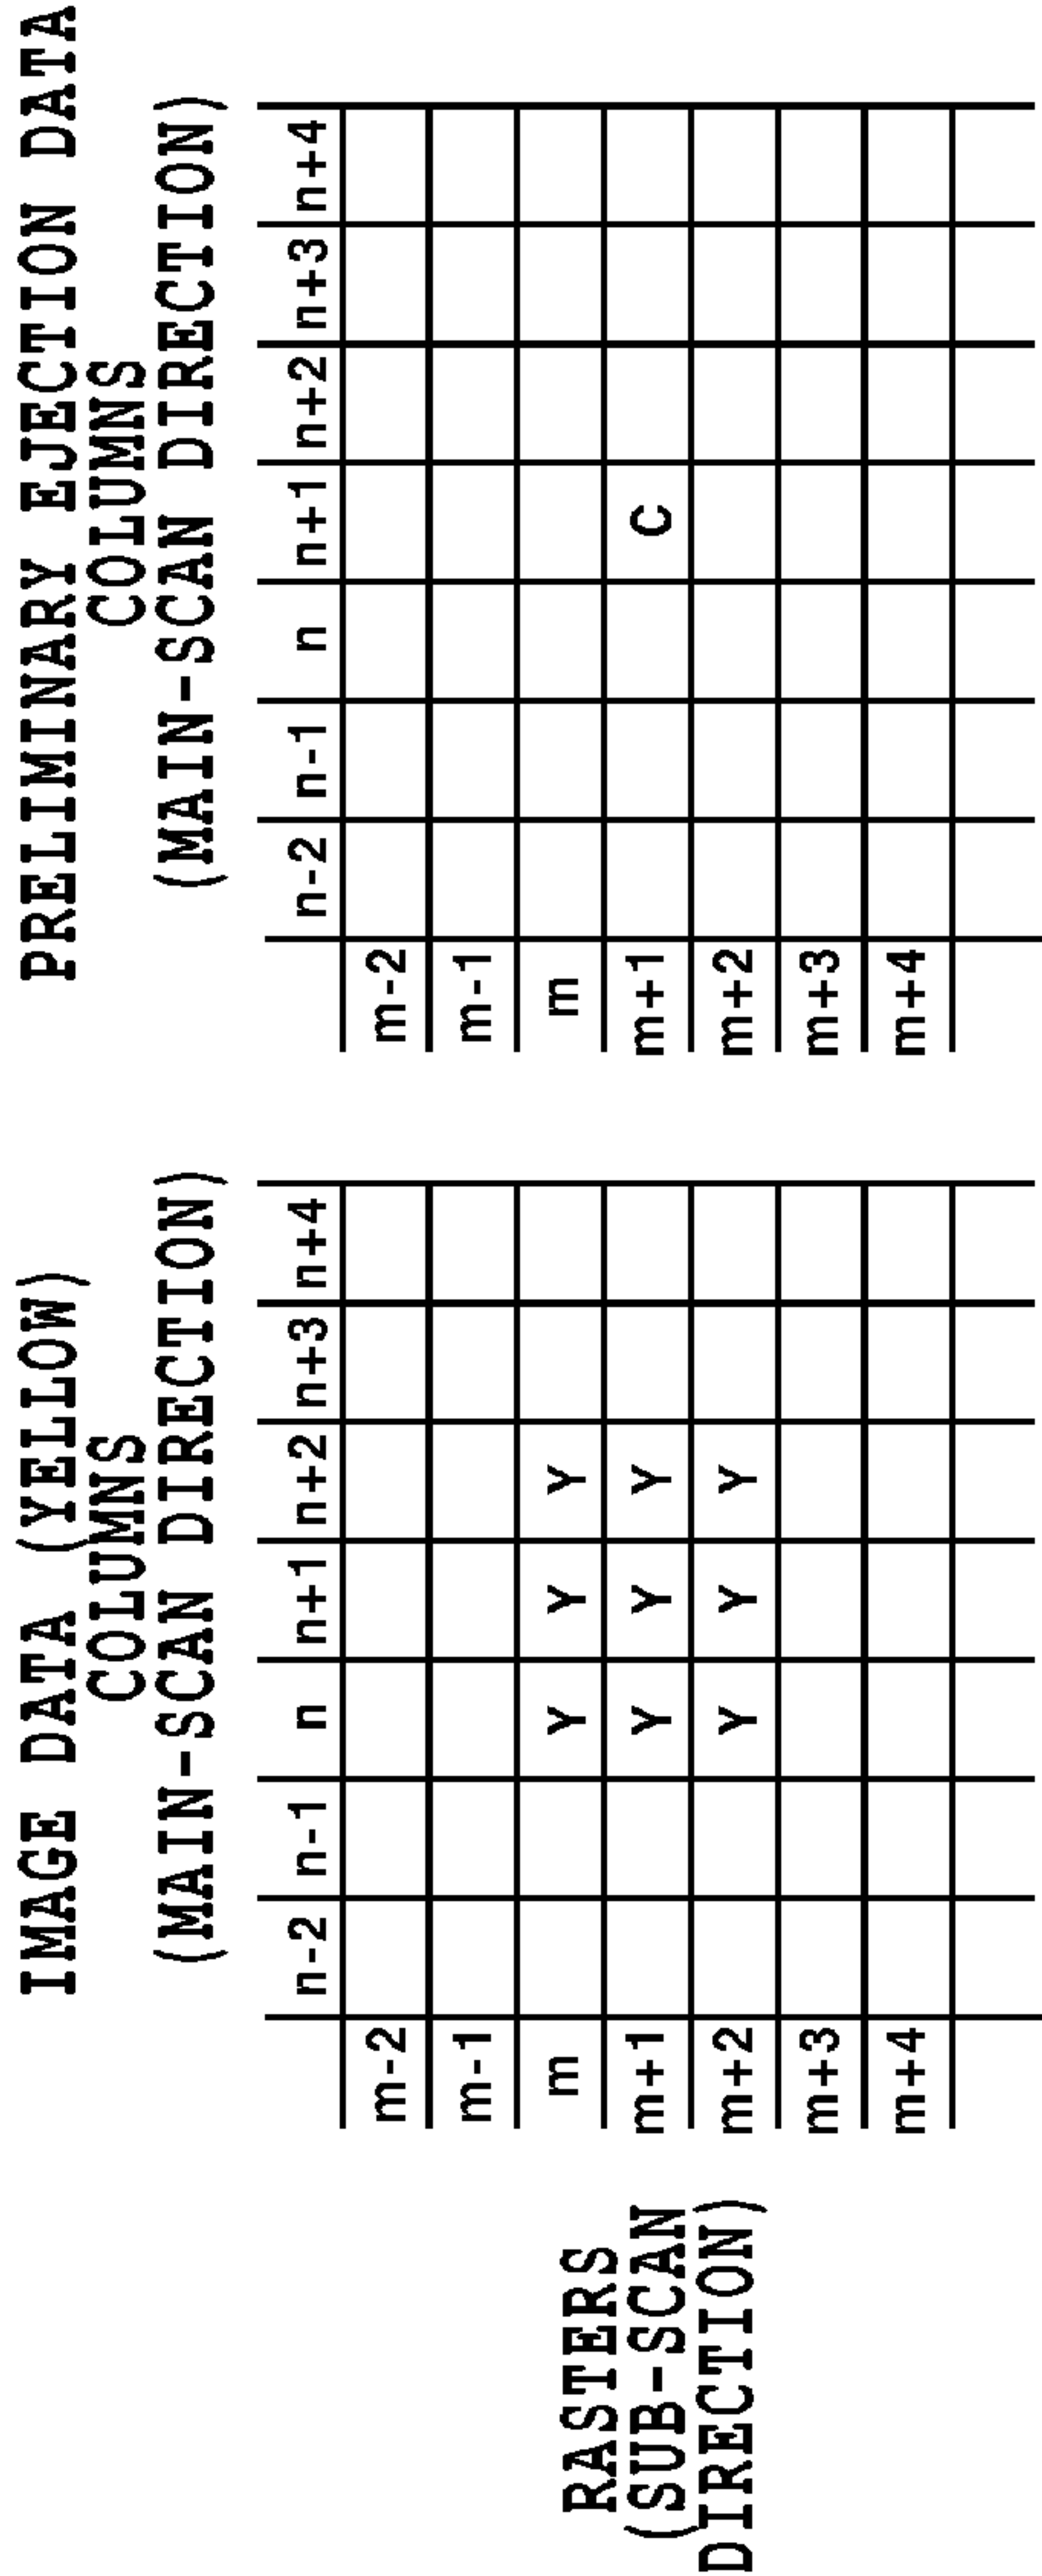 IMAGE DATA (YELLOW)
COLUMNS
(MAIN-SCAN DIRECTION)
n-2 n-1 n n+1 n+2 n+3 n+4
m-2
m-1
m Y Y Y
m+1 Y Y Y
m+2 Y Y Y
m+3
m+4
RASTERS
(SUB-SCAN
DIRECTION)
PRELIMINARY EJECTION DATA
COLUMNS
(MAIN-SCAN DIRECTION)
n-2 n-1 n n+1 n+2 n+3 n+4
m-2
m-1
m
m+1 C
m+2
m+3
m+4